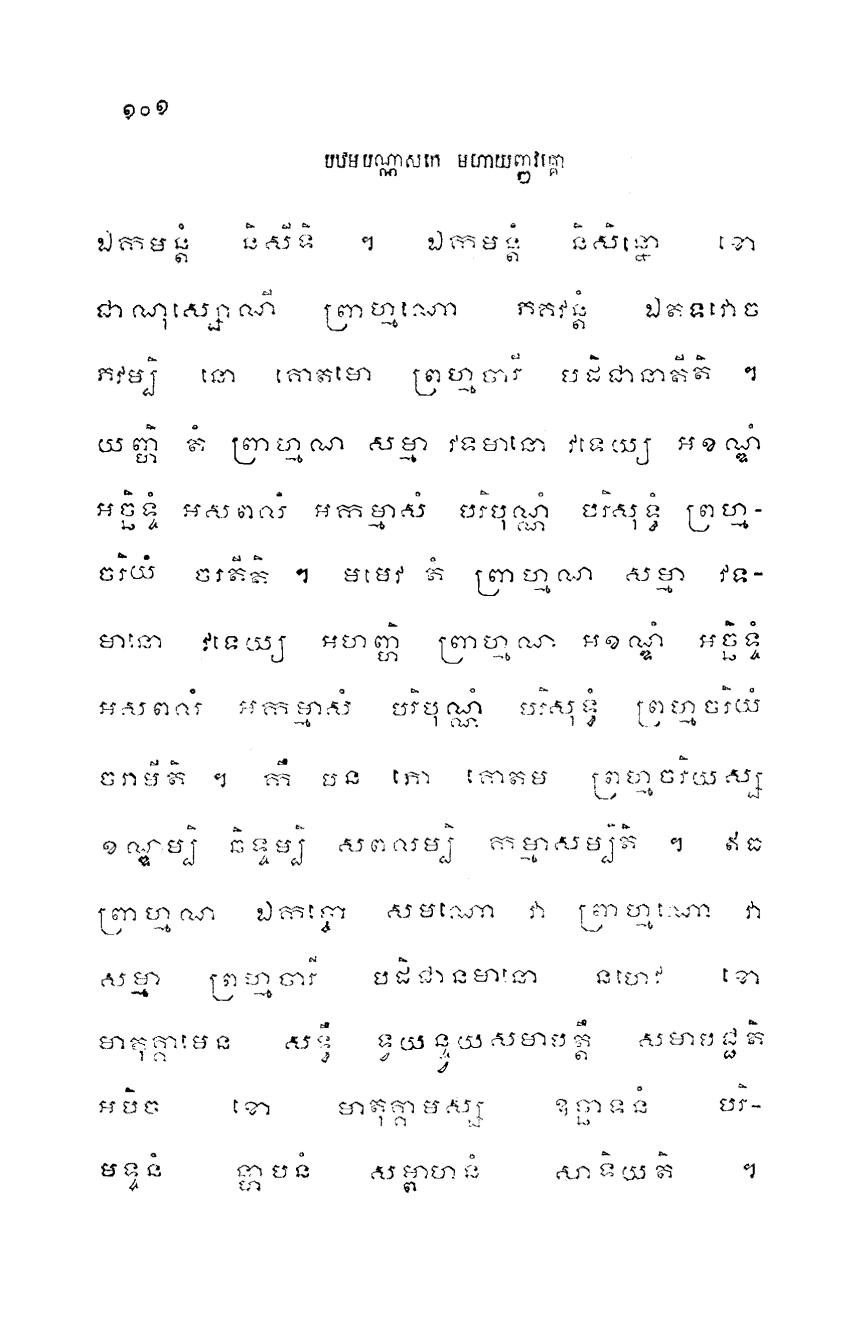 ១០១
បឋមបណ្ណាសកេ មហាយញ្ញវគ្គោ
ឯកមន្តំ និសីទិ ។ ឯកមន្តំ និសិន្នោ ខោ
ជាណុស្សោណី ព្រាហ្មណោ ភគវន្តំ ឯតទវោច
ភវម្បិ នោ គោតមោ ព្រហ្មចារី បដិជានាតីតិ ។
យញ្ហិ តំ ព្រាហ្មណ សម្មា វទមានោ វទេយ្យ អខណ្ឌំ
អច្ឆិទ្ទំ អសពលំ អកម្មាសំ បរិបុណ្ណំ បរិសុទ្ធំ ព្រហ្ម-
ចរិយំ ចរតីតិ ។ មមេវ តំ ព្រាហ្មណ សម្មា វទ-
មានោ វទេយ្យ អហញ្ហិ ព្រាហ្មណ អខណ្ឌំ អច្ឆិទ្ទំ
អសពលំ អកម្មាសំ បរិបុណ្ណំ បរិសុទ្ធំ ព្រហ្មចរិយំ
ចរាមីតិ ។ កឹ បន ភោ គោតម ព្រហ្មចរិយស្ស
ខណ្ឌម្បិ ឆិទ្ទម្បិ សពលម្បិ កម្មាសម្បីតិ ។ ឥធ
ព្រាហ្មណ ឯកច្ចោ សមណោ វា ព្រាហ្មណោ វា
សម្មា ព្រហ្មចារី បដិជានមានោ នហេវ ខោ
មាតុគ្គាមេន សទ្ធឹ ទ្វយន្ទ្វយសមាបត្តឹ សមាបជ្ជតិ
អបិច ខោ មាតុគ្គាមស្ស ឧច្ឆាទនំ បរិ-
មទ្ទនំ ន្ហាបនំ សម្ពាហនំ សាទិយតិ ។